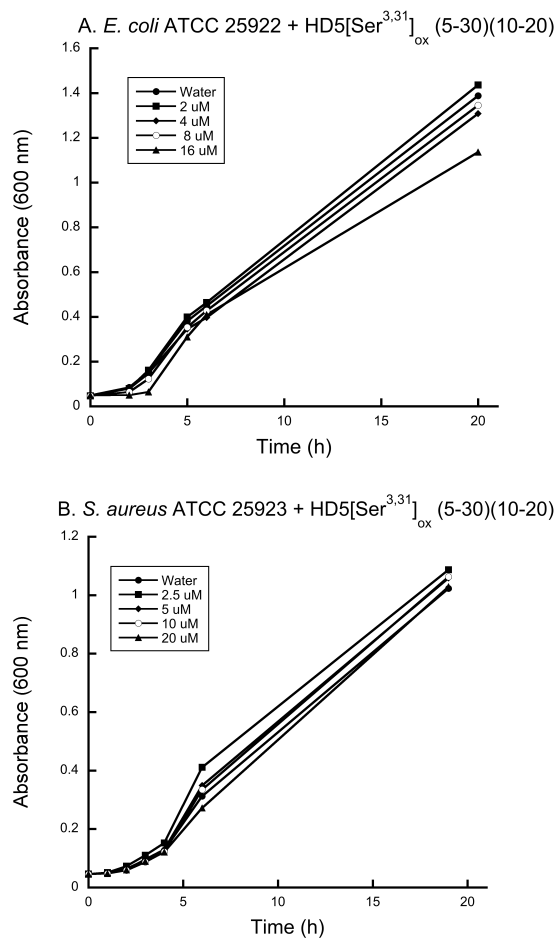 A. E. coli ATCC 25922 + HD5[Ser3,31]ox (5-30)(10-20)
1.6
1.4
1.2
1
0.8
0.6
0.4
0.2
0
Absorbance (600 nm)
Water
2 uM
4 uM
8 uM
16 uM
0 5 10 15 20
Time (h)
B. S. aureus ATCC 25923 + HD5[Ser3,31]ox (5-30)(10-20)
1.2
1
0.8
0.6
0.4
0.2
0
Absorbance (600 nm)
Water
2.5 uM
5 uM
10 uM
20 uM
0 5 10 15 20
Time (h)